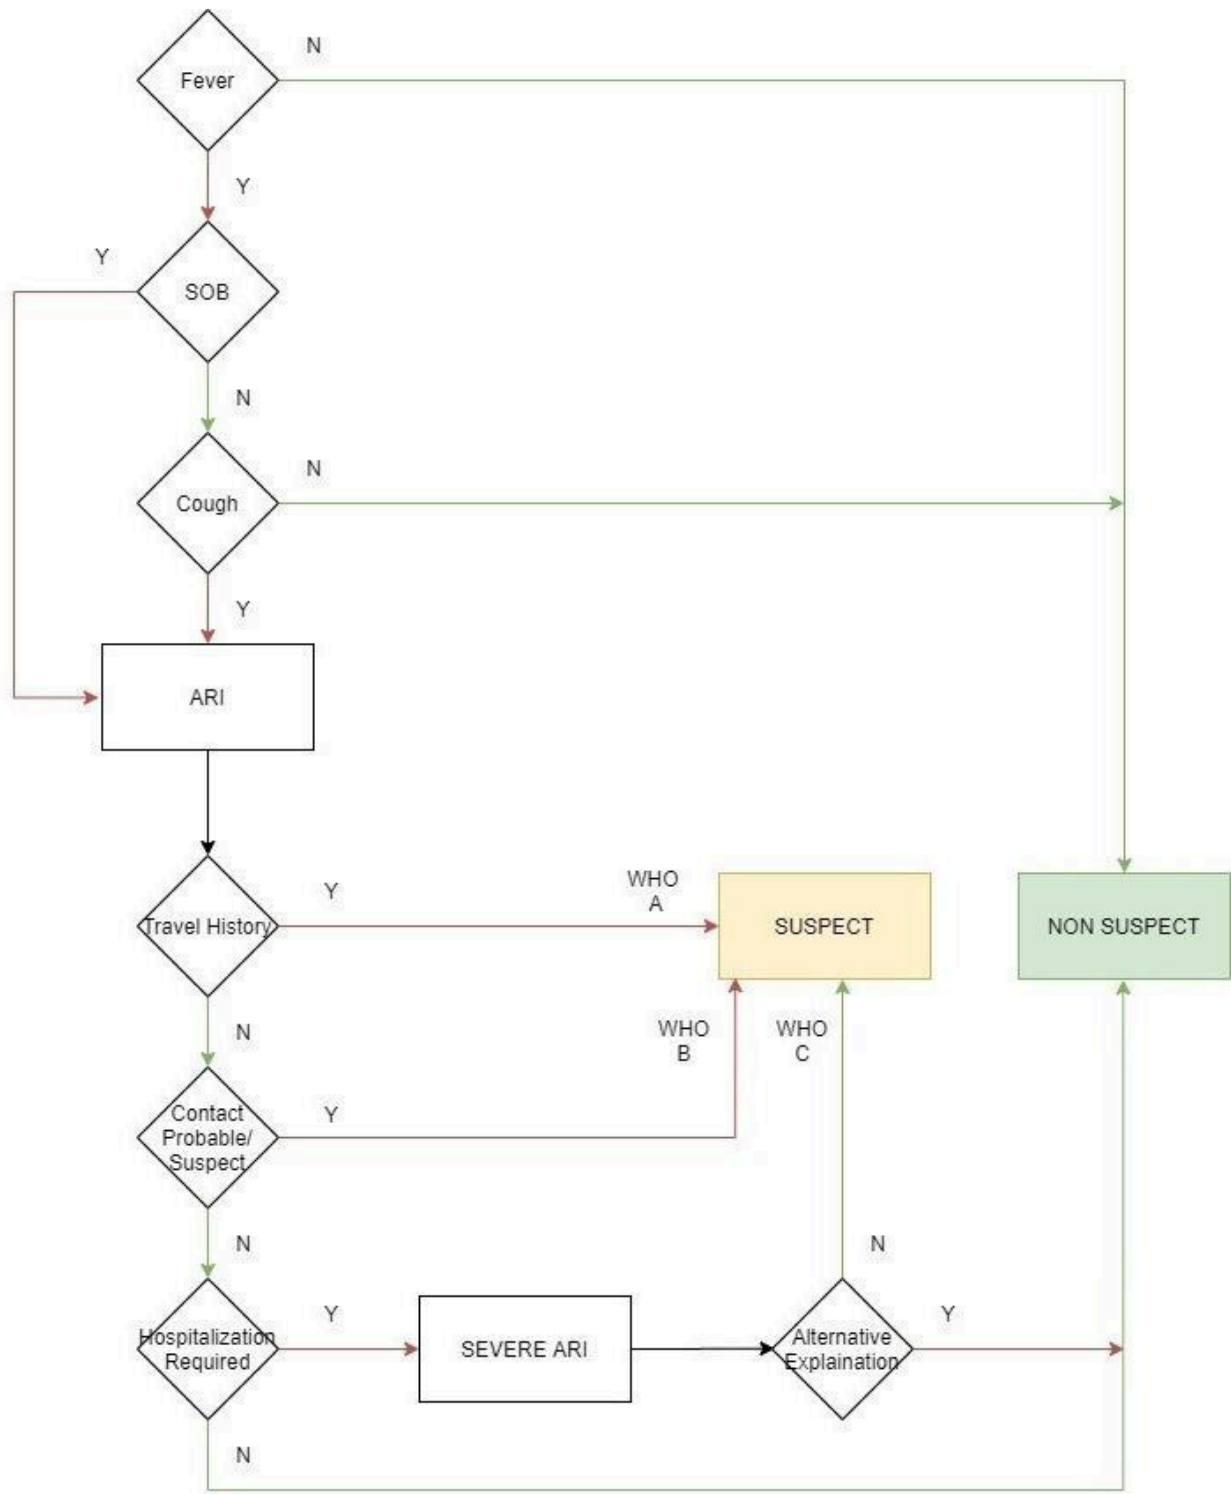 N
Fever
Y
Y
SOB
N
N
Cough
Y
ARI
Y
WHO
A
Travel History
SUSPECT
NON SUSPECT
N
WHO
B
WHO
C
Contact
Probable/
Suspect
Y
N
N
Y
Y
Hospitalization
Required
SEVERE ARI
Alternative
Explaination
N